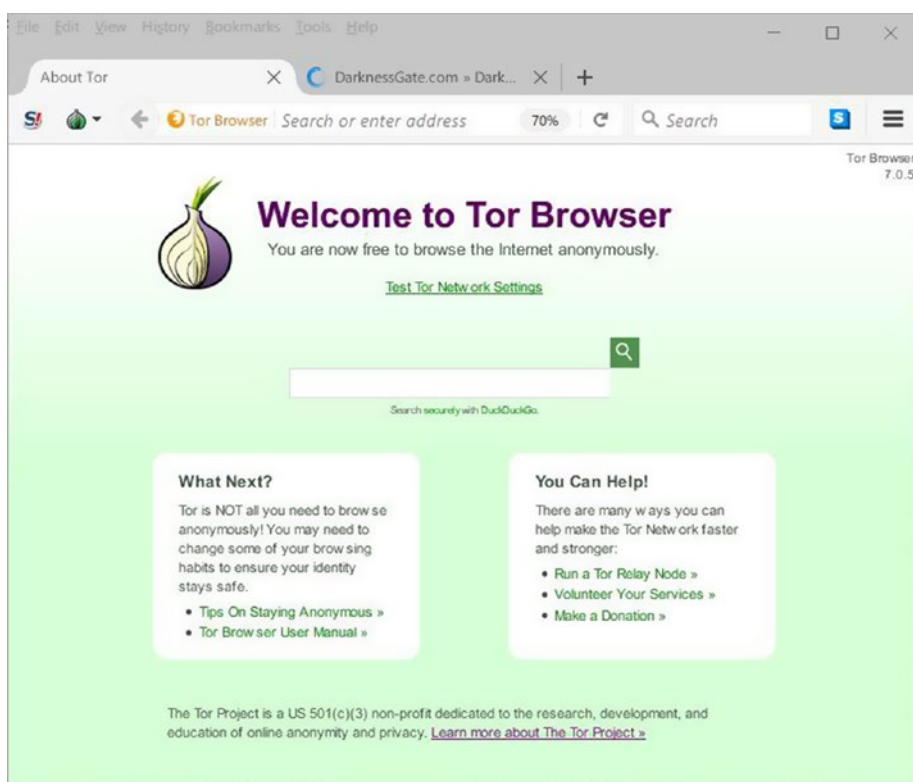 File Edit View History Bookmarks Tools Help
About Tor DarknessGate.com » Dark...
S! Tor Browser Search or enter address 70% Search S
Tor Browser
7.0.5
Welcome to Tor Browser
You are now free to browse the Internet anonymously.
Test Tor Network Settings
Search securely with DuckDuckGo.
What Next?
Tor is NOT all you need to browse
anonymously! You may need to
change some of your browsing
habits to ensure your identity
stays safe.
• Tips On Staying Anonymous »
• Tor Browser User Manual »
You Can Help!
There are many ways you can
help make the Tor Network faster
and stronger:
• Run a Tor Relay Node »
• Volunteer Your Services »
• Make a Donation »
The Tor Project is a US 501(c)(3) non-profit dedicated to the research, development, and
education of online anonymity and privacy. Learn more about The Tor Project »